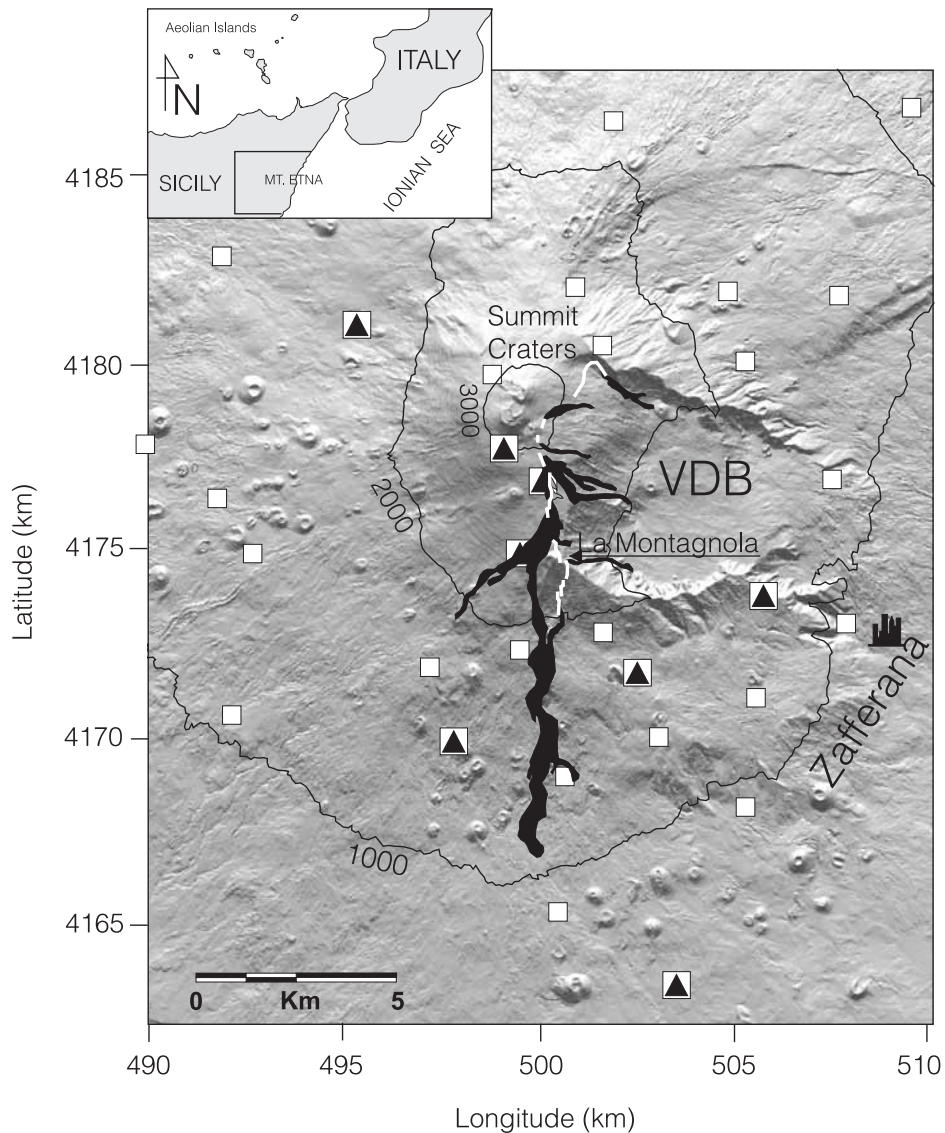 Aeolian Islands
ITALY
N
SICILY
MT. ETNA
IONIAN SEA
4185
4180
4175
4170
4165
Latitude (km)
Summit
Craters
3000
2000
VDB
La Montagnola
Zafferana
1000
0 Km 5
490 495 500 505 510
Longitude (km)